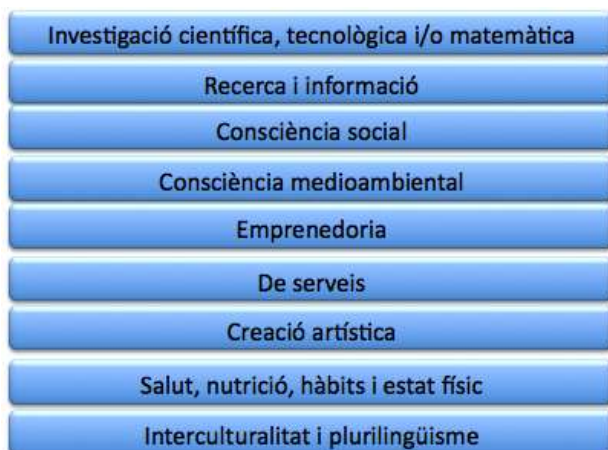 Investigació científica, tecnològica i/o matemàtica
Recerca i informació
Consciència social
Consciència medioambiental
Emprenedoria
De serveis
Creació artística
Salut, nutrició, hàbits i estat físic
Interculturalitat i plurilingüisme